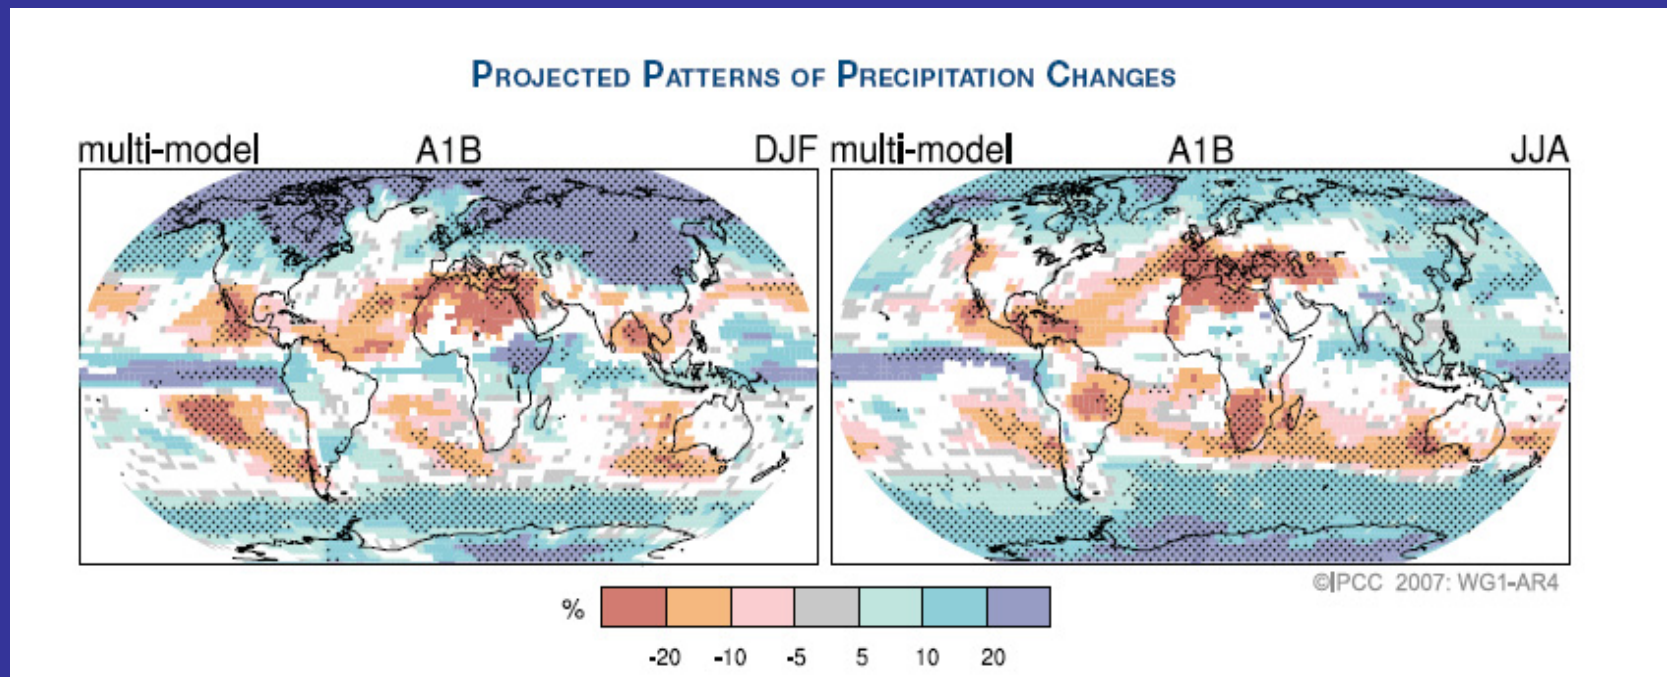 PROJECTED PATTERNS OF PRECIPITATION CHANGES
multi-model A1B DJF multi-model A1B JJA
©IPCC 2007: WG1-AR4
%
-20 -10 -5 5 10 20